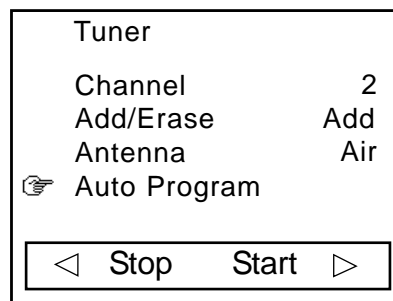 Tuner
Channel 2
Add/Erase Add
Antenna Air
☞ Auto Program
◁ Stop Start ▷